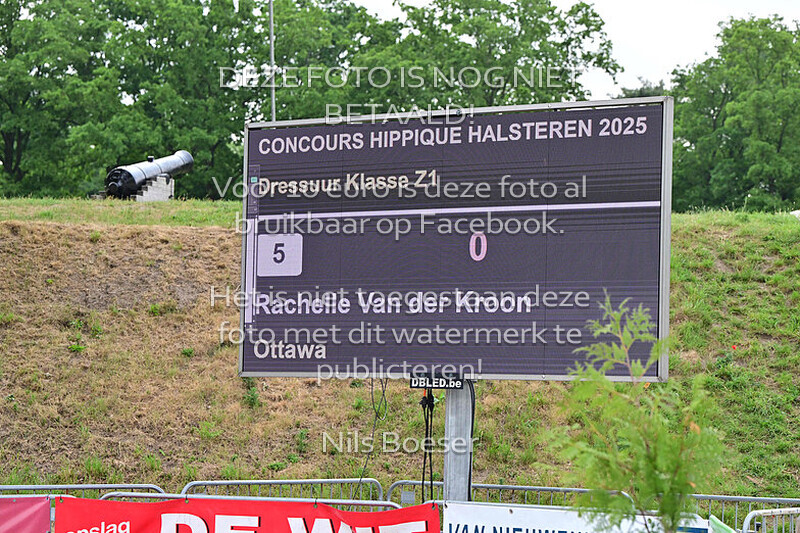 DEZE FOTO IS NOG NIET
BETAALD!
CONCOURS HIPPIQUE HALSTEREN 2025
Dressuur Klasse Z1
Voor 10 euro is deze foto al
bruikbaar op Facebook.
5
0
Het is niet toegestaan deze
Rachelle Van der Kroon
foto met dit watermerk te
Ottawa
publiceren!
DBLED.be
Nils Boeser
DE
VAN